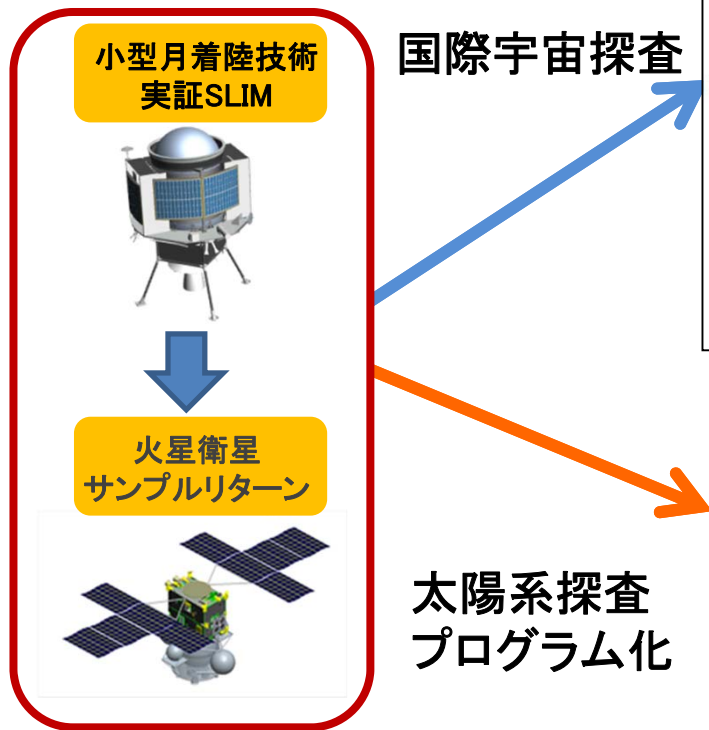 小型月着陸技術
実証SLIM
国際宇宙探査
火星衛星
サンプルリターン
太陽系探査
プログラム化